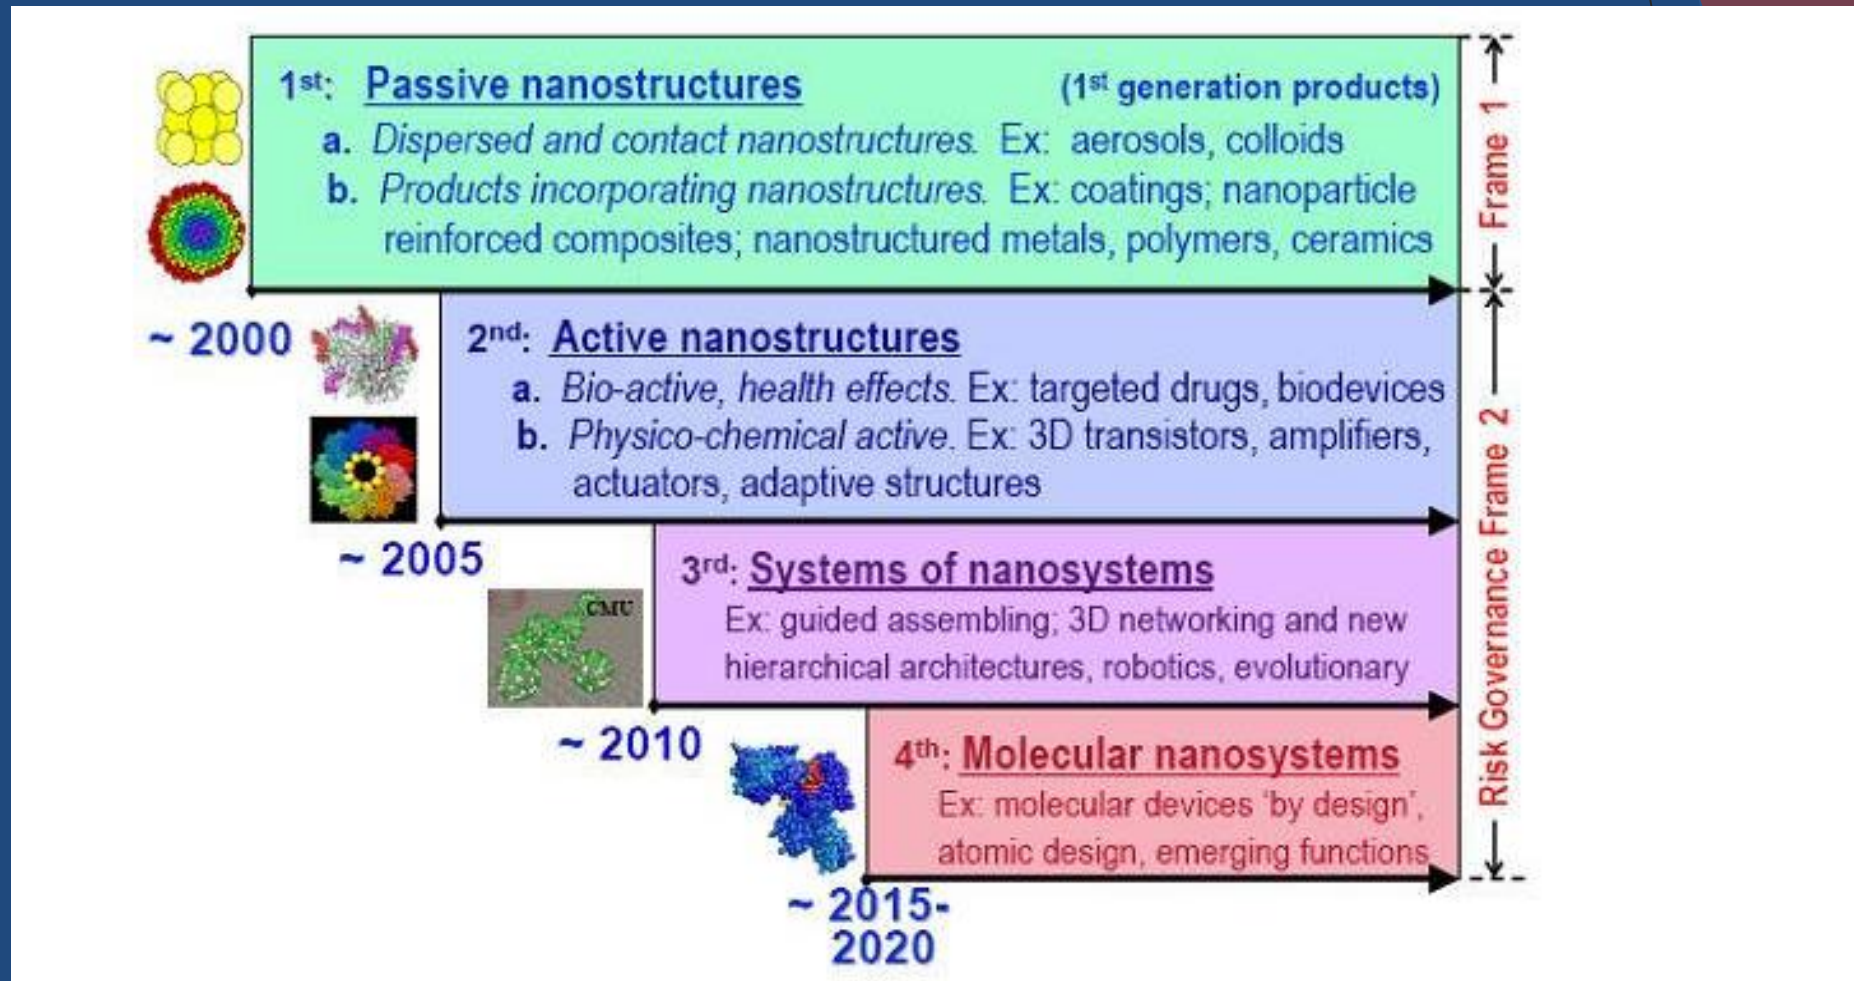 1st: Passive nanostructures (1st generation products)
a. Dispersed and contact nanostructures. Ex: aerosols, colloids
b. Products incorporating nanostructures. Ex: coatings; nanoparticle
reinforced composites; nanostructured metals, polymers, ceramics
~ 2000
2nd: Active nanostructures
a. Bio-active, health effects. Ex: targeted drugs, biodevices
b. Physico-chemical active. Ex: 3D transistors, amplifiers,
actuators, adaptive structures
~ 2005
CMU
3rd: Systems of nanosystems
Ex: guided assembling; 3D networking and new
hierarchical architectures, robotics, evolutionary
~ 2010
4th: Molecular nanosystems
Ex: molecular devices ‘by design’,
atomic design, emerging functions
~ 2015-
2020
Frame 1
Risk Governance Frame 2